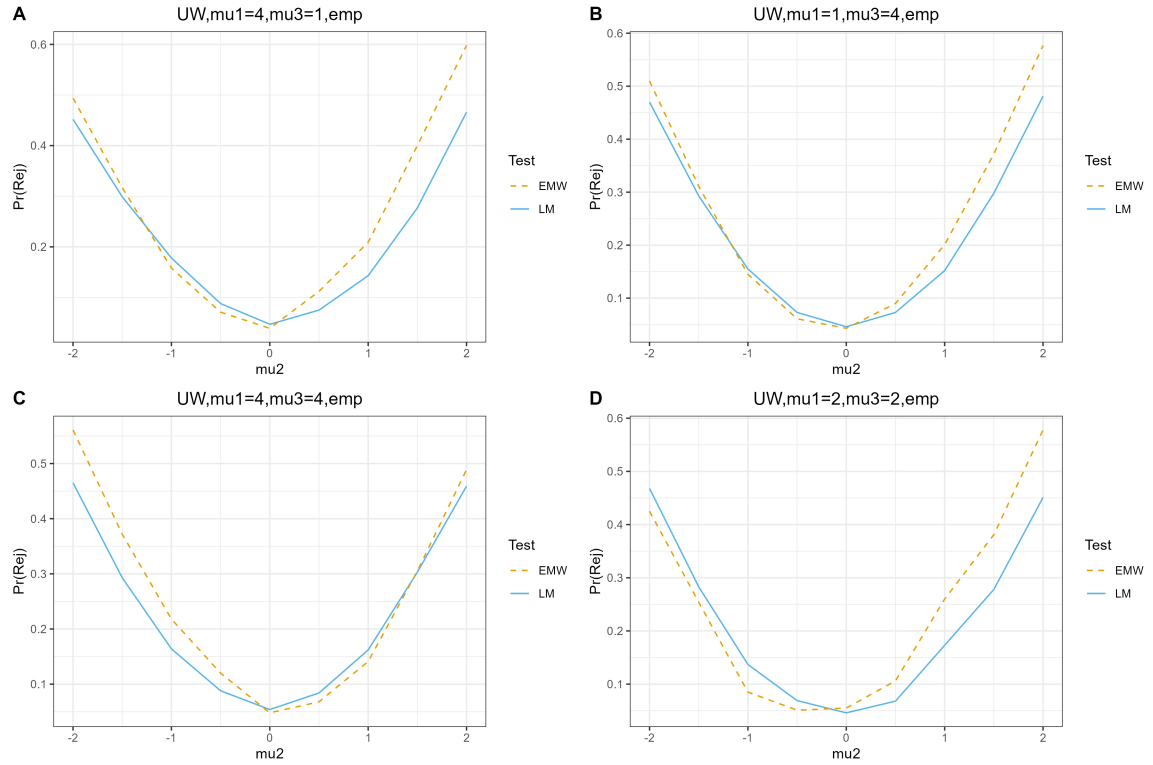 A
UW,mu1=4,mu3=1,emp
Pr(Rej)
0.6
0.4
0.2
-2 -1 0 1 2
mu2
Test
EMW
LM
B
UW,mu1=1,mu3=4,emp
Pr(Rej)
0.6
0.5
0.4
0.3
0.2
0.1
-2 -1 0 1 2
mu2
Test
EMW
LM
C
UW,mu1=4,mu3=4,emp
Pr(Rej)
0.5
0.4
0.3
0.2
0.1
-2 -1 0 1 2
mu2
Test
EMW
LM
D
UW,mu1=2,mu3=2,emp
Pr(Rej)
0.6
0.5
0.4
0.3
0.2
0.1
-2 -1 0 1 2
mu2
Test
EMW
LM